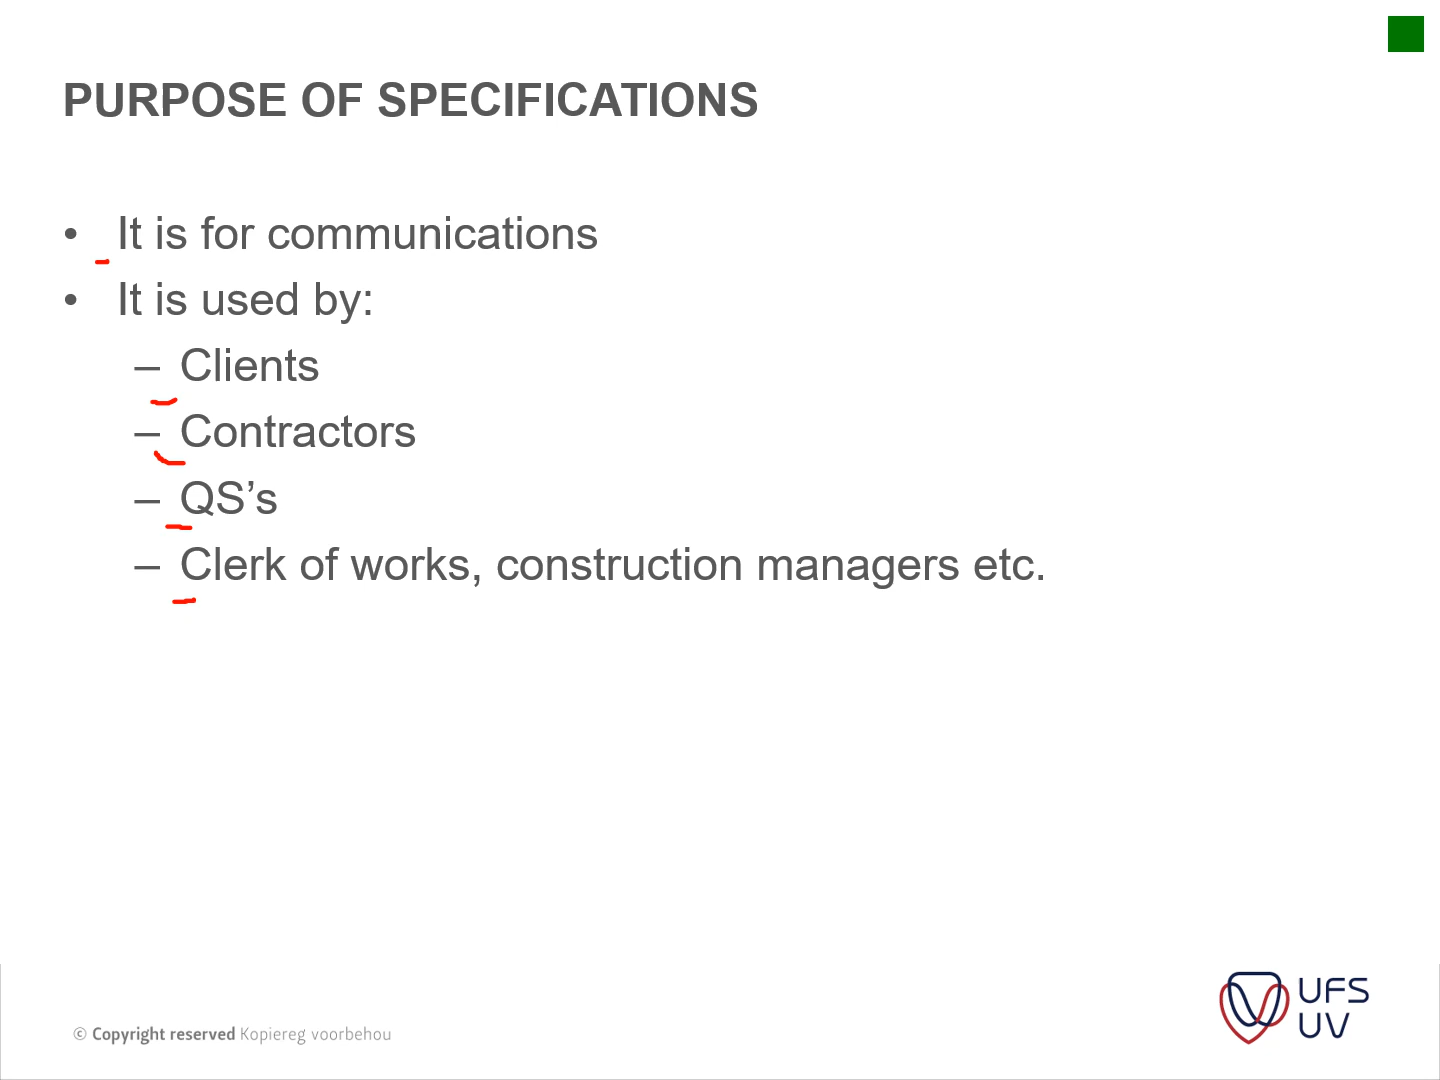 PURPOSE OF SPECIFICATIONS
• It is for communications
• It is used by:
– Clients
– Contractors
– QS’s
– Clerk of works, construction managers etc.
© Copyright reserved Kopiereg voorbehou
UFS
UV